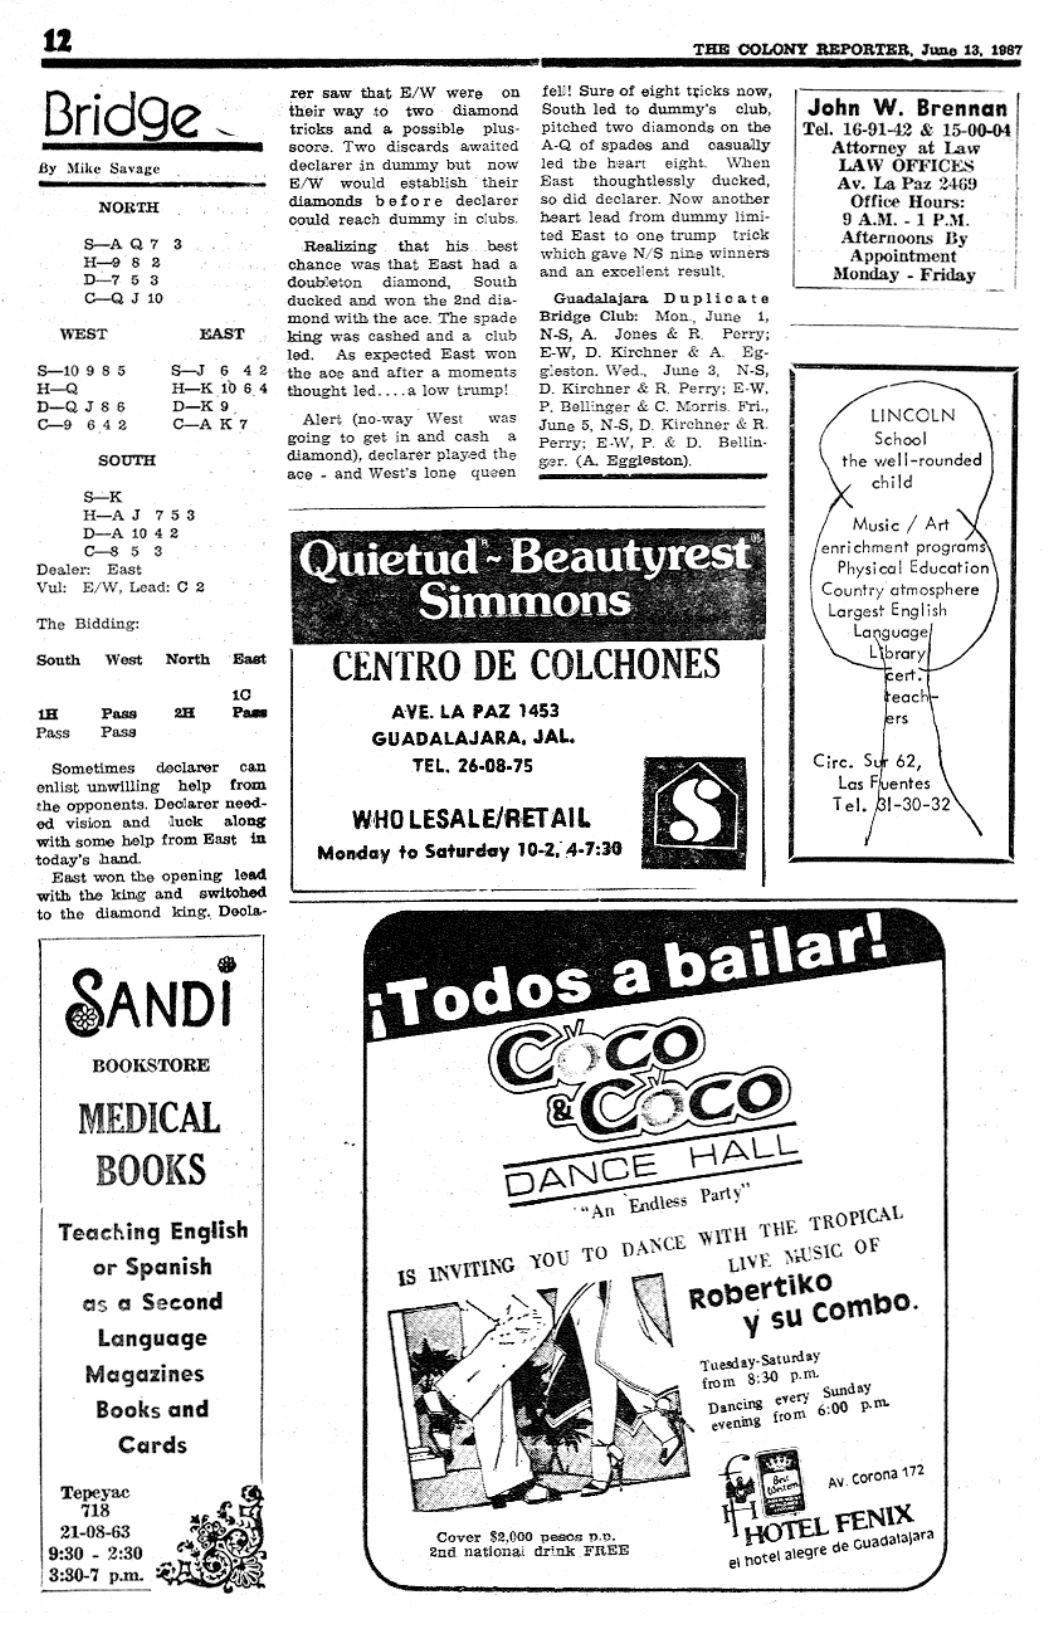 12
THE COLONY REPORTER, June 13, 1987
Bridge
By Mike Savage
NORTH
S—A Q 7 3
H—9 8 2
D—7 5 3
C—Q J 10
WEST EAST
S—10 9 8 5 S—J 6 4 2
H—Q H—K 10 6 4
D—Q J 8 6 D—K 9
C—9 6 4 2 C—A K 7
SOUTH
S—K
H—A J 7 5 3
D—A 10 4 2
C—8 5 3
Dealer: East
Vul: E/W, Lead: C 2
The Bidding:
South West North East
1C
1H Pass 2H Pass
Pass Pass
Sometimes declarer can
enlist unwilling help from
the opponents. Declarer need-
ed vision and luck along
with some help from East in
today's hand.
East won the opening lead
with the king and switched
to the diamond king. Decla-
rer saw that E/W were on
their way to two diamond
tricks and a possible plus-
score. Two discards awaited
declarer in dummy but now
E/W would establish their
diamonds before declarer
could reach dummy in clubs.
Realizing that his best
chance was that East had a
doubleton diamond, South
ducked and won the 2nd dia-
mond with the ace. The spade
king was cashed and a club
led. As expected East won
the ace and after a moments
thought led....a low trump!
Alert (no-way West was
going to get in and cash a
diamond), declarer played the
ace - and West's lone queen
fell! Sure of eight tricks now,
South led to dummy's club,
pitched two diamonds on the
A-Q of spades and casually
led the heart eight. When
East thoughtlessly ducked,
so did declarer. Now another
heart lead from dummy limi-
ted East to one trump trick
which gave N/S nine winners
and an excellent result.
Guadalajara Duplicate
Bridge Club: Mon., June 1,
N-S, A. Jones & R. Perry;
E-W, D. Kirchner & A. Eg-
gleston. Wed., June 3, N-S,
D. Kirchner & R. Perry; E-W,
P. Bellinger & C. Morris. Fri.,
June 5, N-S, D. Kirchner & R.
Perry; E-W, P. & D. Bellin-
ger. (A. Eggleston).
John W. Brennan
Tel. 16-91-42 & 15-00-04
Attorney at Law
LAW OFFICES
Av. La Paz 2469
Office Hours:
9 A.M. - 1 P.M.
Afternoons By
Appointment
Monday - Friday
LINCOLN
School
the well-rounded
child
Music / Art
enrichment programs
Physical Education
Country atmosphere
Largest English
Language
Library
cert.
teach-
ers
Circ. Sur 62,
Las Fuentes
Tel. 31-30-32
Quietud ~ Beautyrest
Simmons
CENTRO DE COLCHONES
AVE. LA PAZ 1453
GUADALAJARA, JAL.
TEL. 26-08-75
WHOLESALE/RETAIL
Monday to Saturday 10-2, 4-7:30
S
SANDI
BOOKSTORE
MEDICAL
BOOKS
Teaching English
or Spanish
as a Second
Language
Magazines
Books and
Cards
Tepeyac
718
21-08-63
9:30 - 2:30
3:30-7 p.m.
¡Todos a bailar!
COCO
& COCO
DANCE HALL
"An Endless Party"
IS INVITING YOU TO DANCE WITH THE TROPICAL
LIVE MUSIC OF
Robertiko
y su Combo.
Tuesday-Saturday
from 8:30 p.m.
Dancing every Sunday
evening from 6:00 p.m.
Cover $2,000 pesos p.p.
2nd national drink FREE
Best
Western
Av. Corona 172
HOTEL FENIX
el hotel alegre de Guadalajara